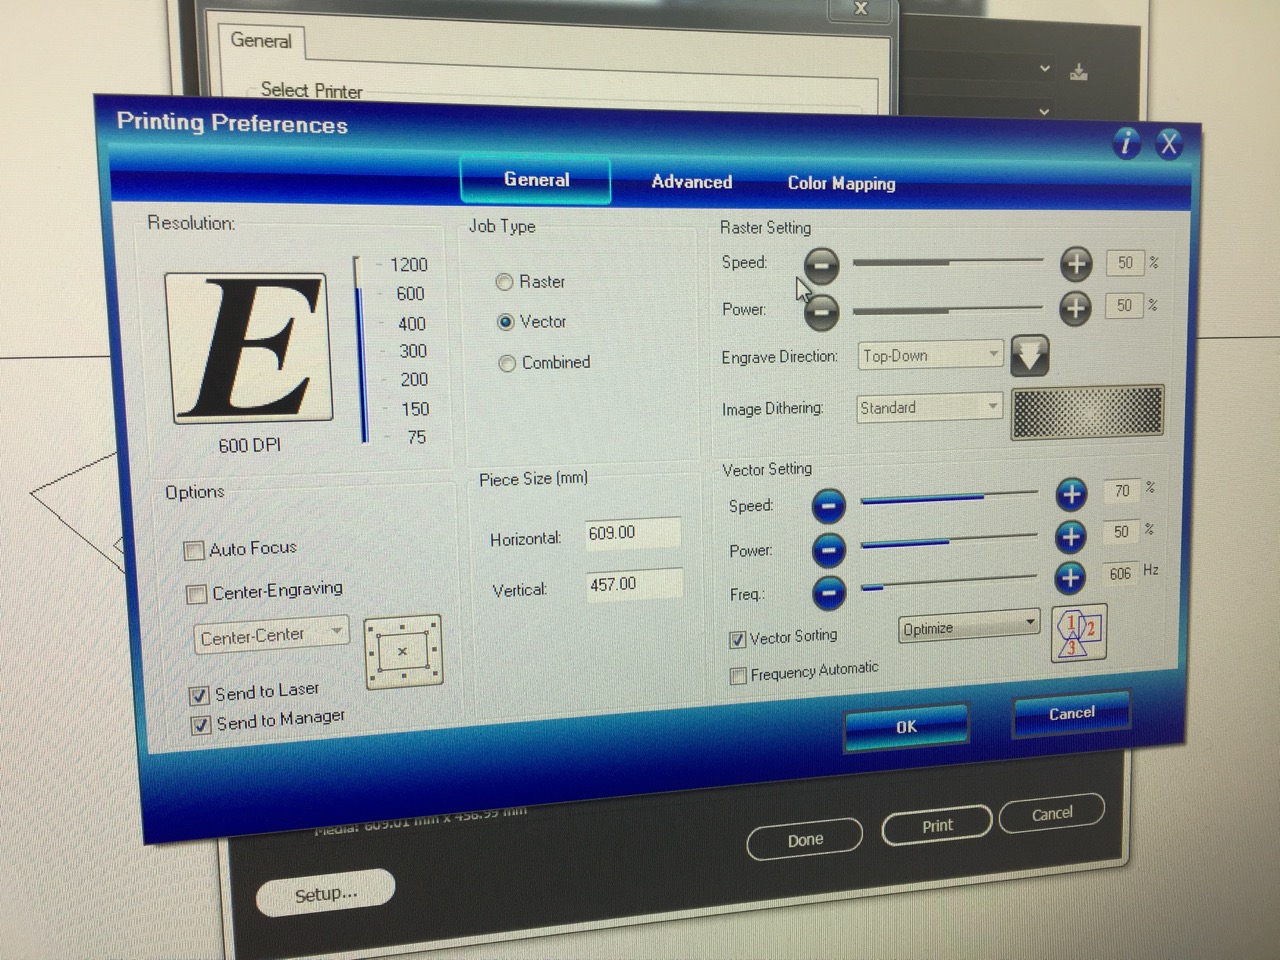 General
Select Printer
Printing Preferences
i X
General Advanced Color Mapping
Resolution:
E
600 DPI
1200
600
400
300
200
150
75
Job Type
Raster
Vector
Combined
Raster Setting
Speed: 50 %
Power: 50 %
Engrave Direction: Top-Down
Image Dithering: Standard
Options
Auto Focus
Center-Engraving
Center-Center
Send to Laser
Send to Manager
Piece Size (mm)
Horizontal: 609.00
Vertical: 457.00
Vector Setting
Speed: 70 %
Power: 50 %
Freq.: 606 Hz
Vector Sorting Optimize
1 2 3
Frequency Automatic
OK Cancel
Media: 609.01 mm x 456.99 mm
Setup... Done Print Cancel